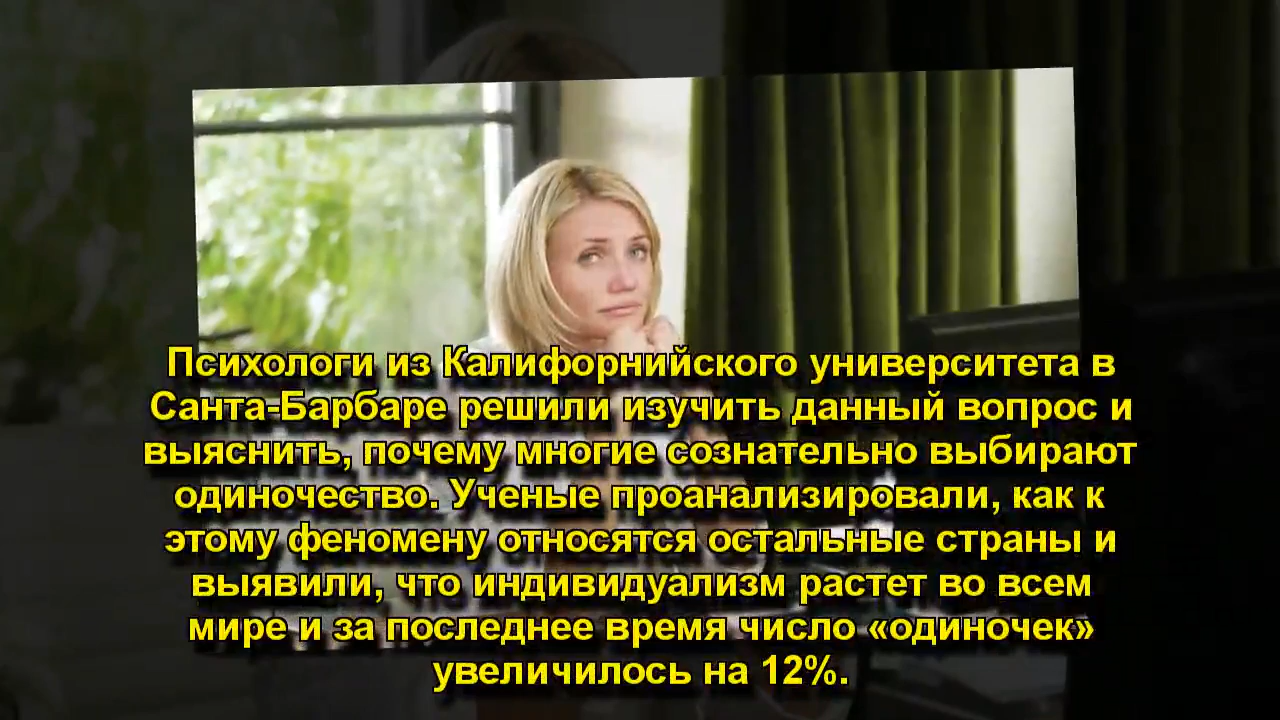 Психологи из Калифорнийского университета в
Санта-Барбаре решили изучить данный вопрос и
выяснить, почему многие сознательно выбирают
одиночество. Ученые проанализировали, как к
этому феномену относятся остальные страны и
выявили, что индивидуализм растет во всем
мире и за последнее время число «одиночек»
увеличилось на 12%.